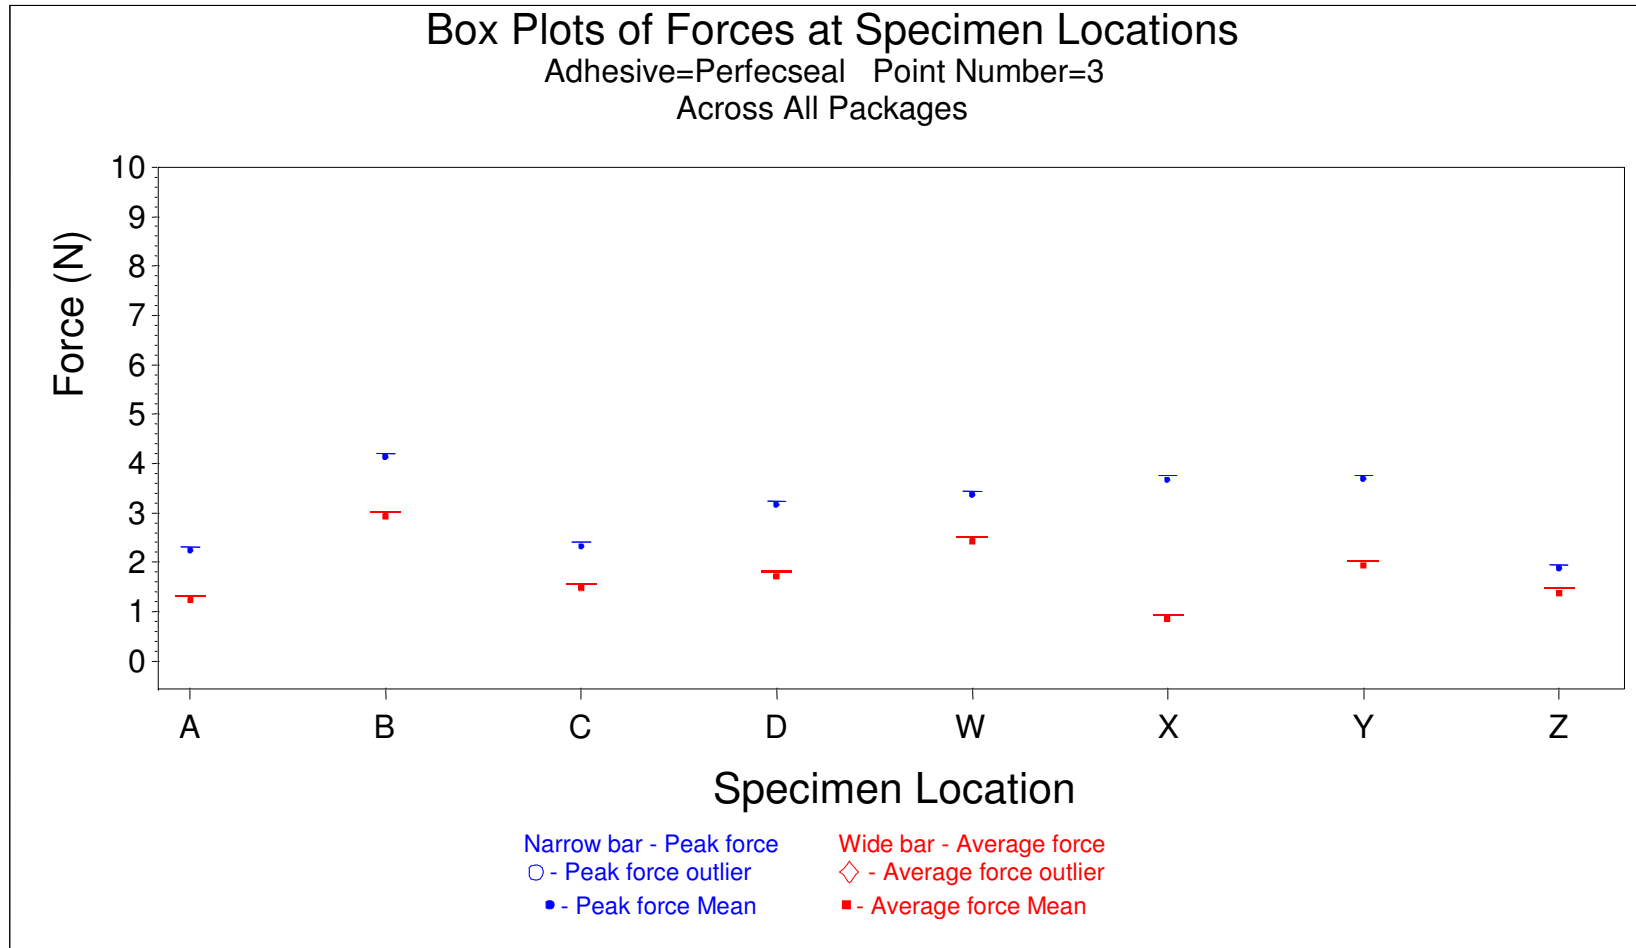 Box Plots of Forces at Specimen Locations
Adhesive=Perfecseal Point Number=3
Across All Packages
Force (N)
10
9
8
7
6
5
4
3
2
1
0
A B C D W X Y Z
Specimen Location
Narrow bar - Peak force Wide bar - Average force
- Peak force outlier - Average force outlier
- Peak force Mean - Average force Mean